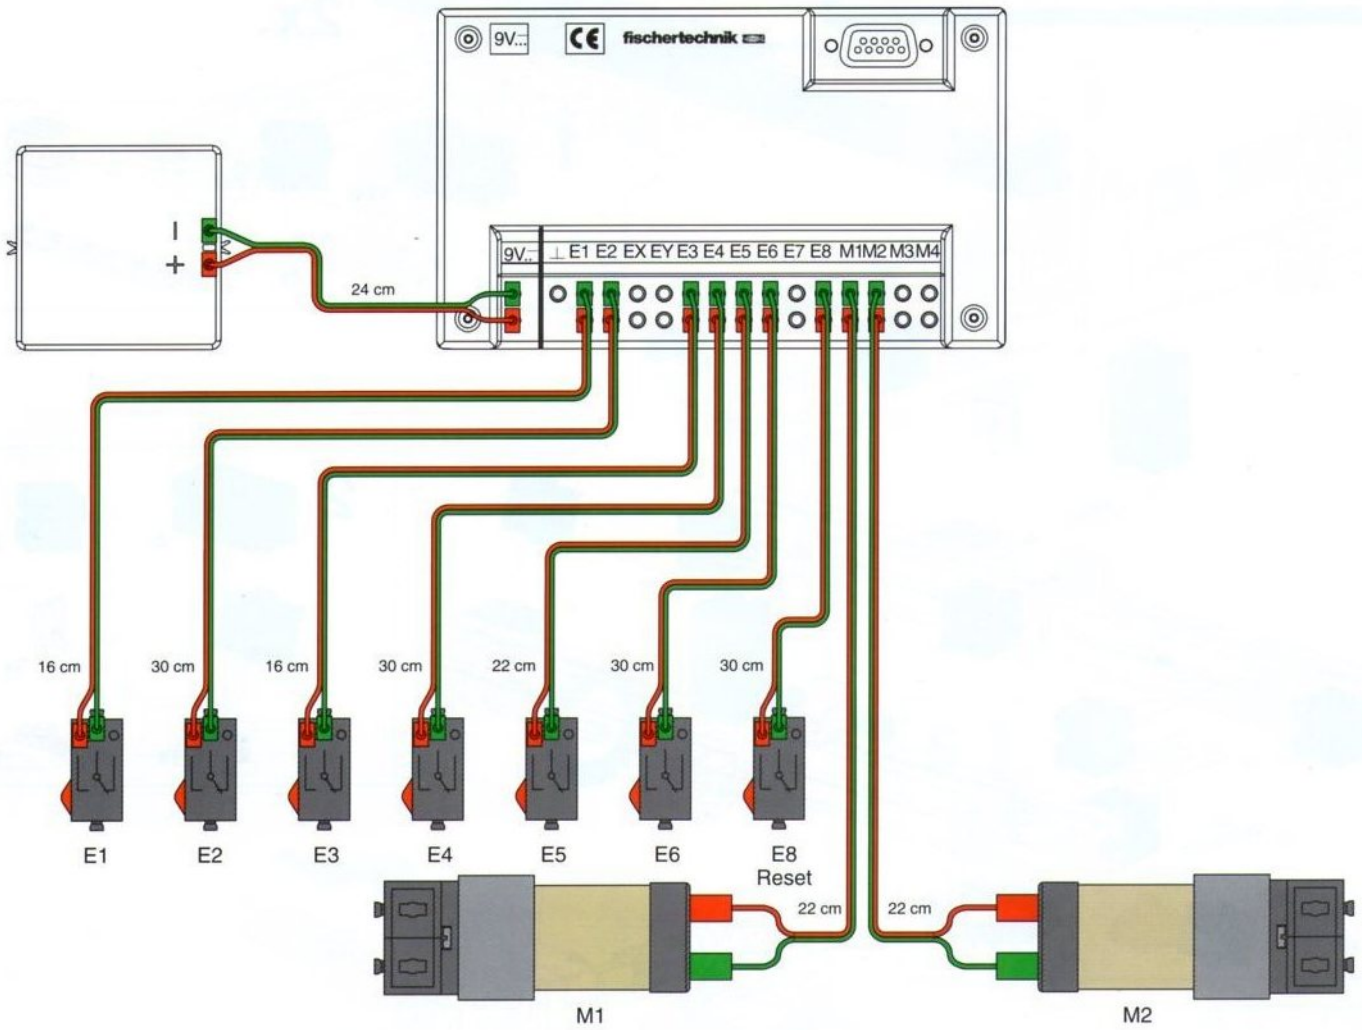 9V⎓ CE fischertechnik
9V⎓ ⊥ E1 E2 EX EY E3 E4 E5 E6 E7 E8 M1 M2 M3 M4
−
+
24 cm
16 cm 30 cm 16 cm 30 cm 22 cm 30 cm 30 cm
E1 E2 E3 E4 E5 E6 E8
Reset
22 cm 22 cm
M1 M2